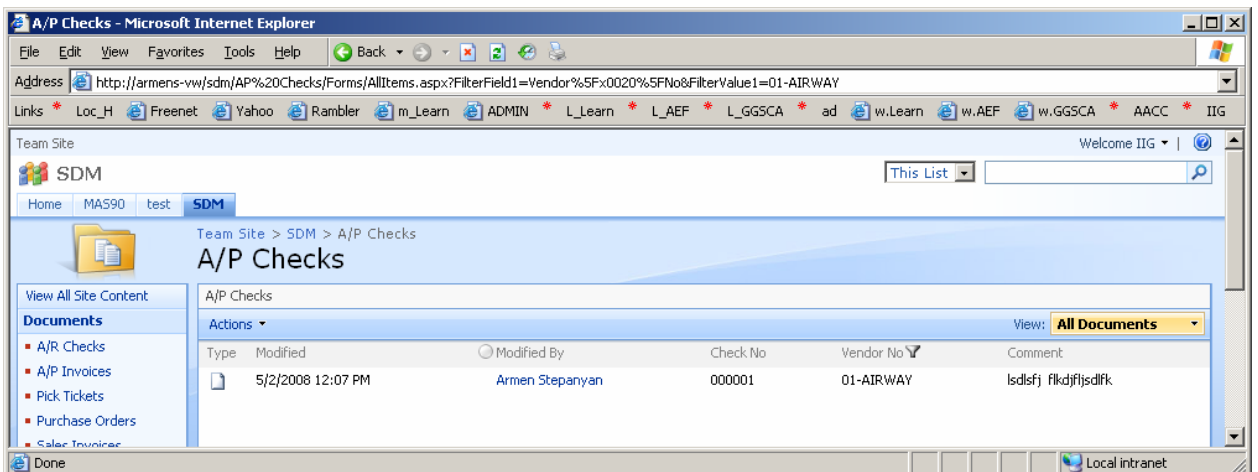 A/P Checks - Microsoft Internet Explorer
File Edit View Favorites Tools Help Back
Address http://armens-vw/sdm/AP%20Checks/Forms/AllItems.aspx?FilterField1=Vendor%5Fx0020%5FNo&FilterValue1=01-AIRWAY
Links Loc_H Freenet Yahoo Rambler m_Learn ADMIN L_Learn L_AEF L_GGSCA ad w.Learn w.AEF w.GGSCA AACC IIG
Team Site Welcome IIG
SDM This List
Home MAS90 test SDM
Team Site > SDM > A/P Checks
A/P Checks
View All Site Content A/P Checks
Documents Actions View: All Documents
A/R Checks Type Modified Modified By Check No Vendor No Comment
A/P Invoices 5/2/2008 12:07 PM Armen Stepanyan 000001 01-AIRWAY lsdlsfj flkdjfljsdlfk
Pick Tickets
Purchase Orders
Sales Invoices
Done Local intranet